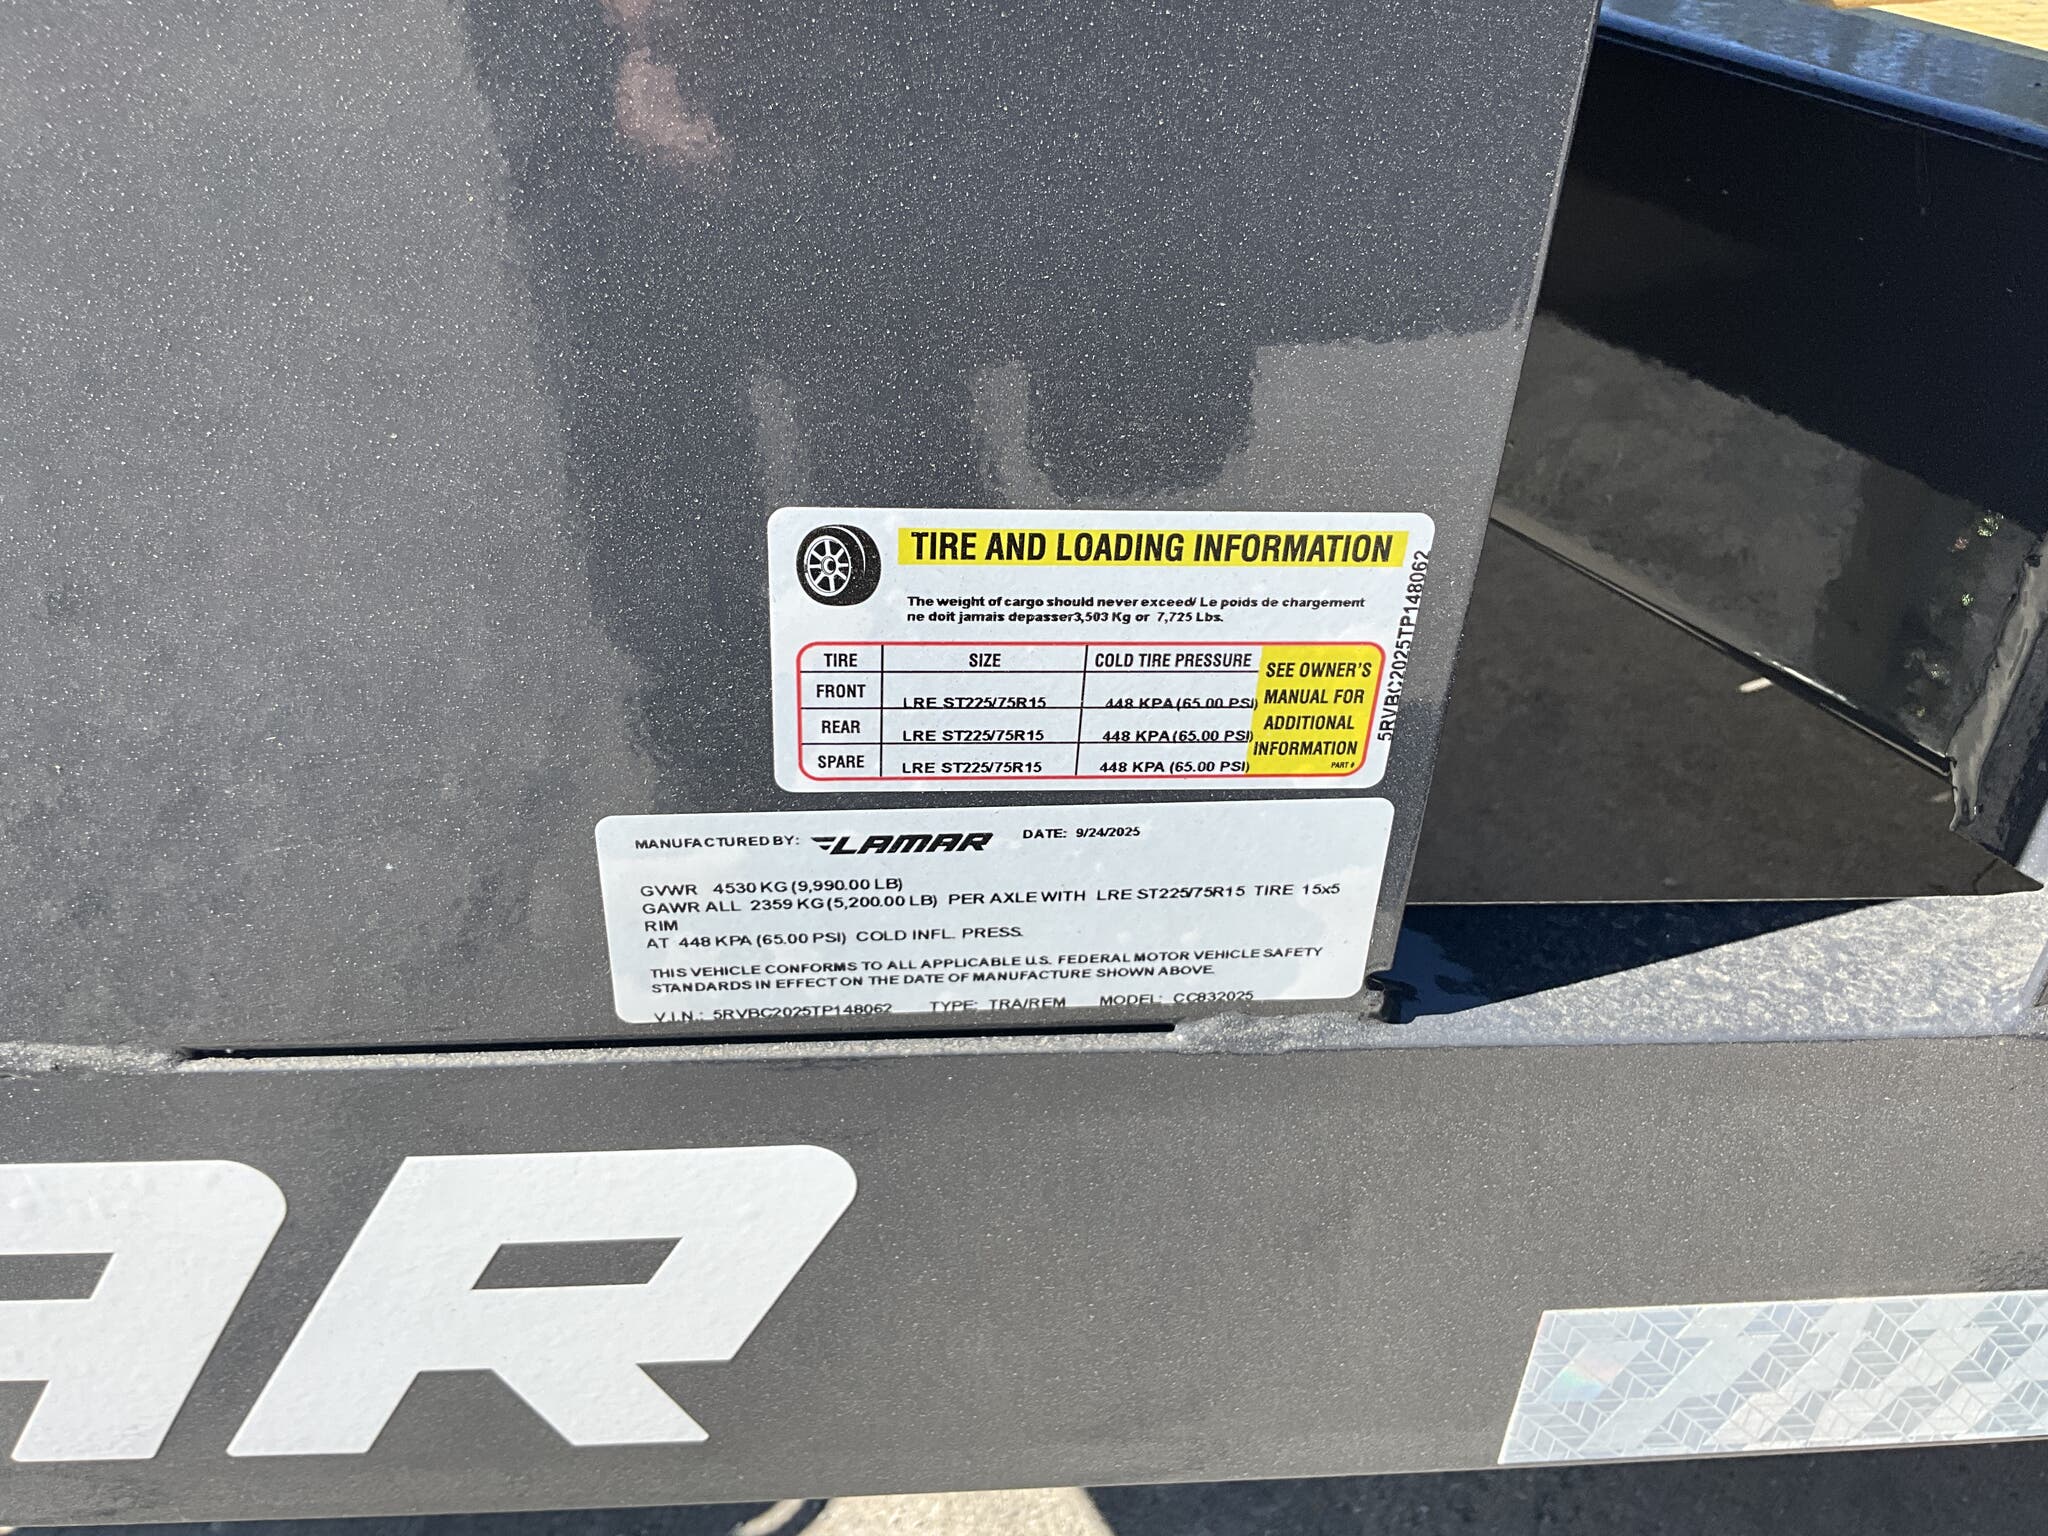 TIRE AND LOADING INFORMATION
The weight of cargo should never exceed/ Le poids de chargement
ne doit jamais depasser3,503 Kg or 7,725 Lbs.
TIRE SIZE COLD TIRE PRESSURE
FRONT LRE ST225/75R15 448 KPA (65.00 PSI)
REAR LRE ST225/75R15 448 KPA (65.00 PSI)
SPARE LRE ST225/75R15 448 KPA (65.00 PSI)
SEE OWNER'S
MANUAL FOR
ADDITIONAL
INFORMATION
PART #
5RVBC2025TP148062
MANUFACTURED BY: LAMAR DATE: 9/24/2025
GVWR 4530 KG (9,990.00 LB)
GAWR ALL 2359 KG (5,200.00 LB) PER AXLE WITH LRE ST225/75R15 TIRE 15x5
RIM
AT 448 KPA (65.00 PSI) COLD INFL. PRESS.
THIS VEHICLE CONFORMS TO ALL APPLICABLE U.S. FEDERAL MOTOR VEHICLE SAFETY
STANDARDS IN EFFECT ON THE DATE OF MANUFACTURE SHOWN ABOVE.
V.I.N.: 5RVBC2025TP148062 TYPE: TRA/REM MODEL: CC832025
AR